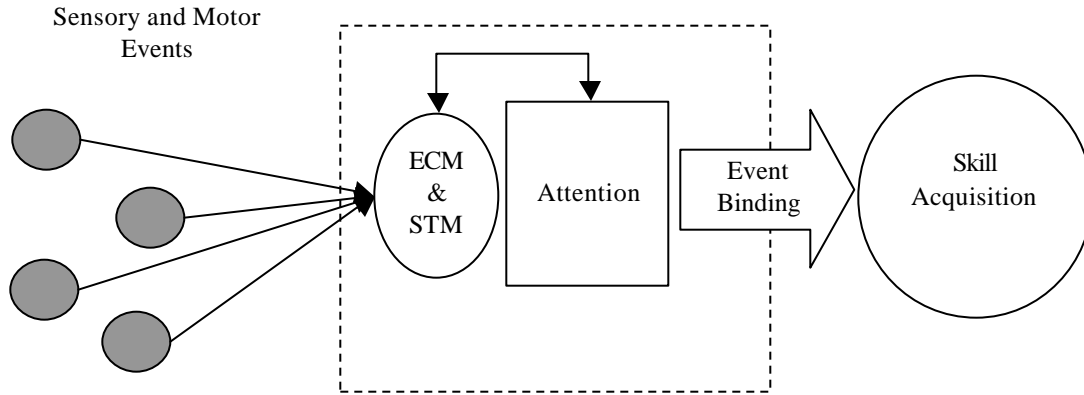 Sensory and Motor
Events
ECM
&
STM
Attention
Event
Binding
Skill
Acquisition